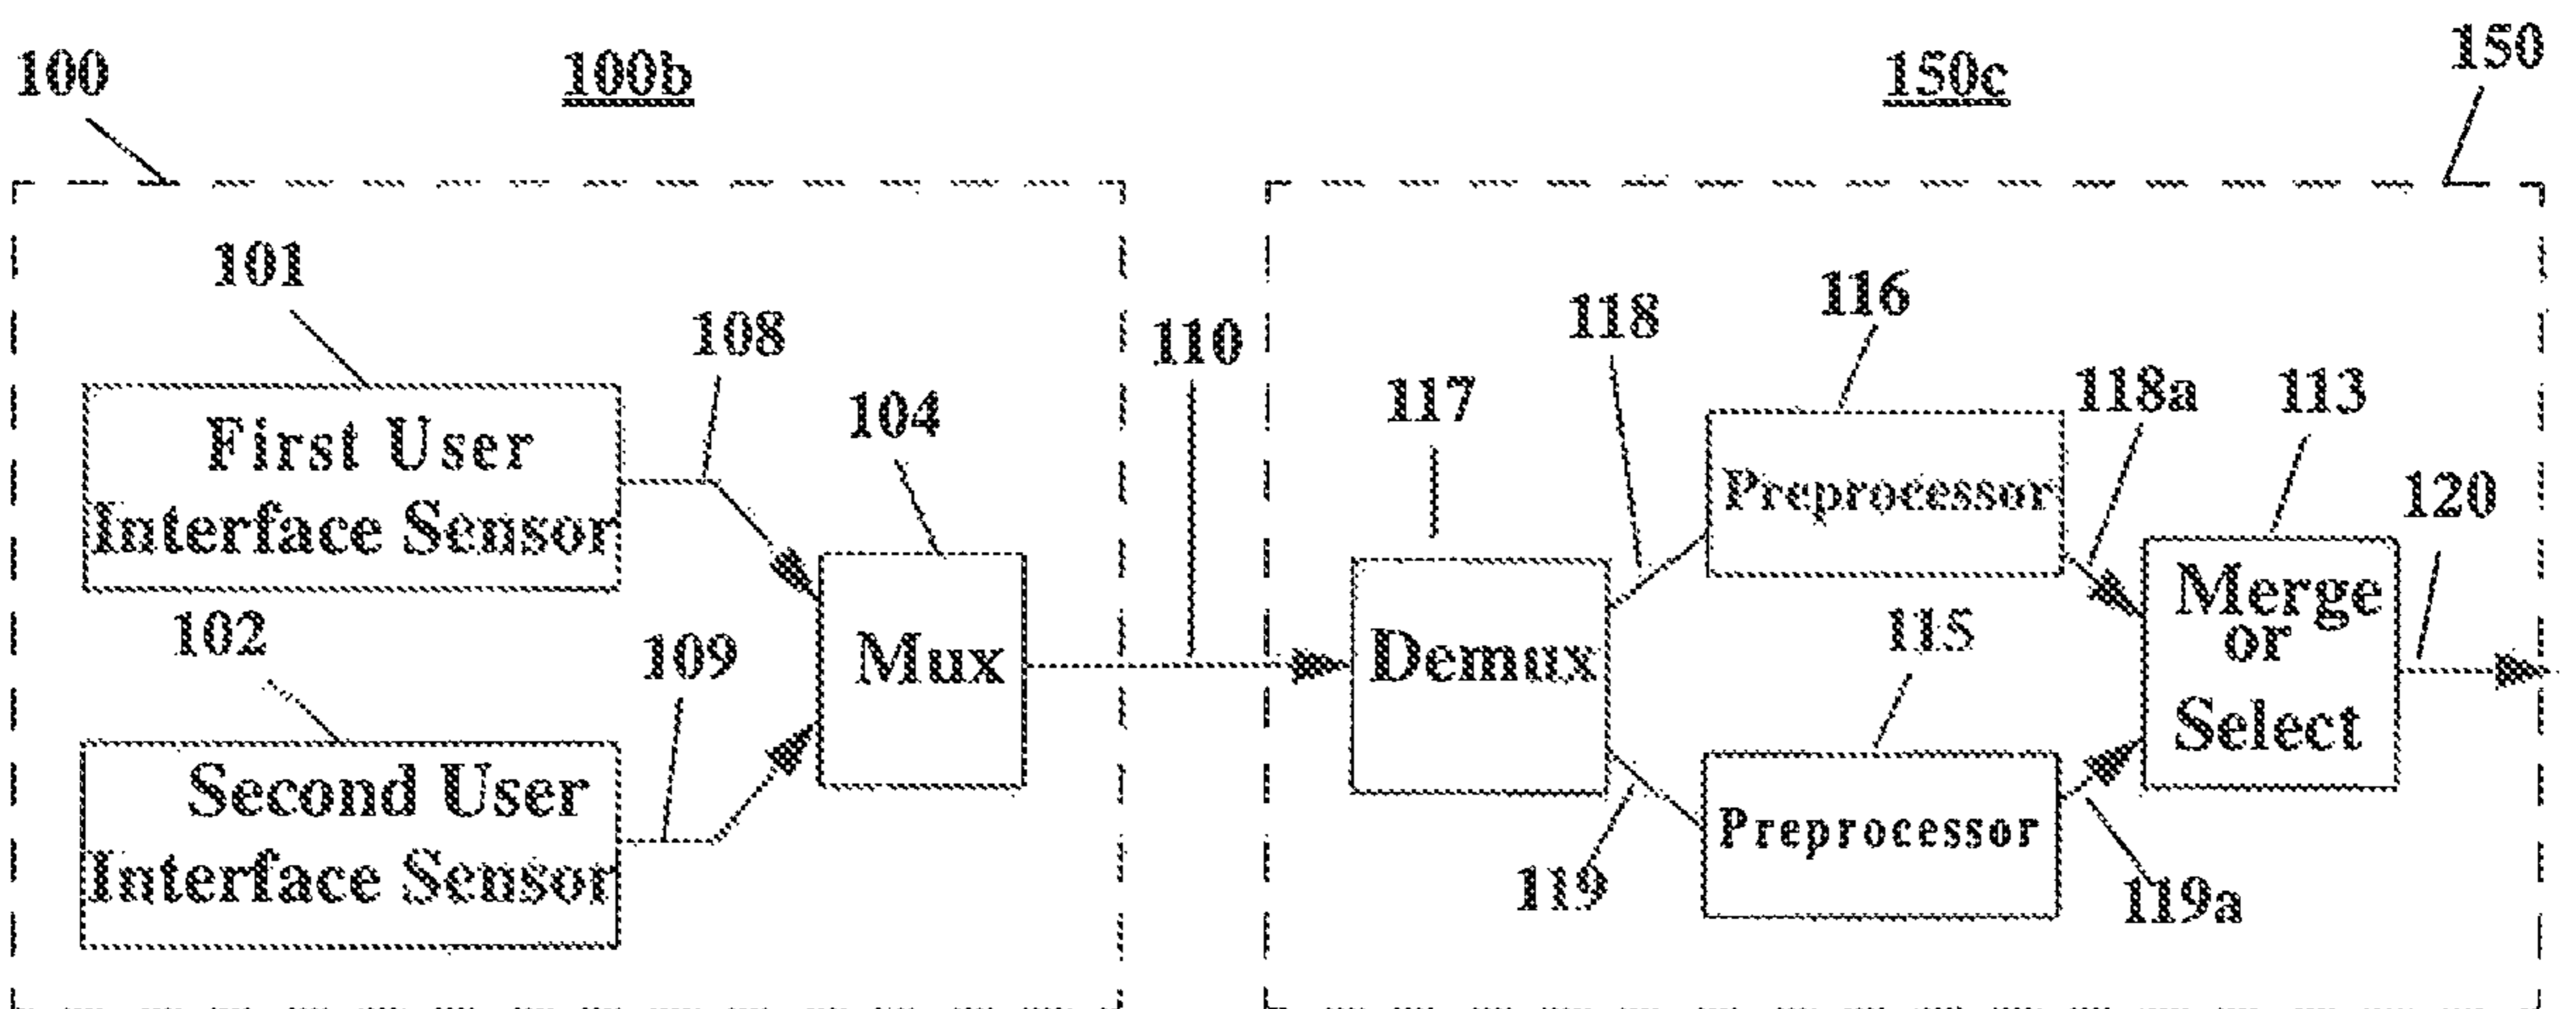 100
100b
150c
150
101
108
104
110
First User
Interface Sensor
102
109
Mux
Second User
Interface Sensor
117
118
116
118a
113
120
Preprocessor
Demux
115
Merge
or
Select
Preprocessor
119
119a